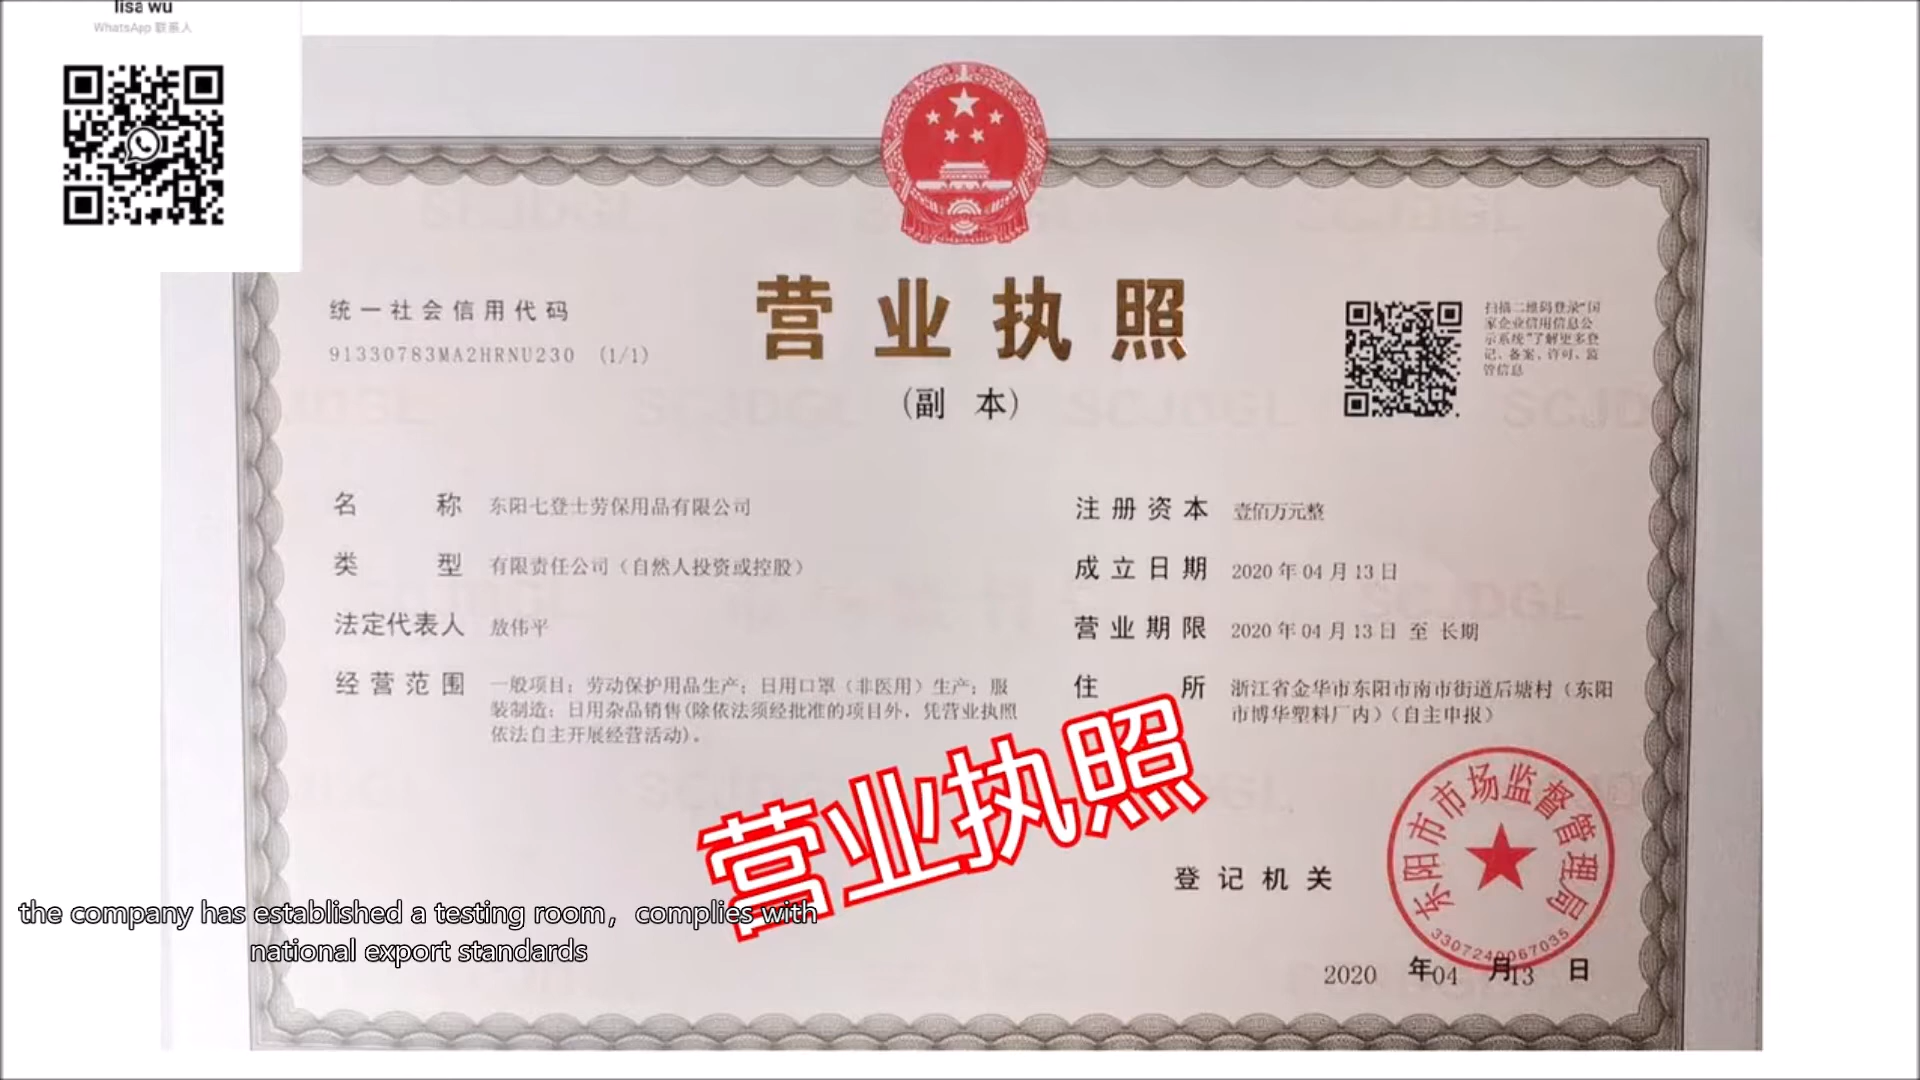 lisa wu
WhatsApp 联系人
统一社会信用代码
91330783MA2HRNU230 (1/1)
营业执照
(副 本)
扫描二维码登录“国
家企业信用信息公
示系统”了解更多登
记、备案、许可、监
管信息
名 称 东阳七登士劳保用品有限公司
类 型 有限责任公司（自然人投资或控股）
法定代表人 敖伟平
经营范围 一般项目：劳动保护用品生产；日用口罩（非医用）生产；服
装制造；日用杂品销售(除依法须经批准的项目外，凭营业执照
依法自主开展经营活动)。
注册资本 壹佰万元整
成立日期 2020年04月13日
营业期限 2020年04月13日 至 长期
住 所 浙江省金华市东阳市南市街道后塘村（东阳
市博华塑料厂内）（自主申报）
营业执照
登记机关
东阳市市场监督管理局
3307240067035
2020 年04 月13 日
the company has established a testing room，complies with
national export standards